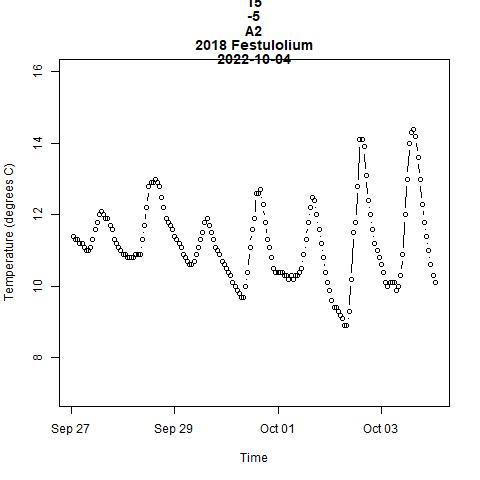 15
-5
A2
2018 Festulolium
2022-10-04
Temperature (degrees C)
16
14
12
10
8
Sep 27
Sep 29
Oct 01
Oct 03
Time